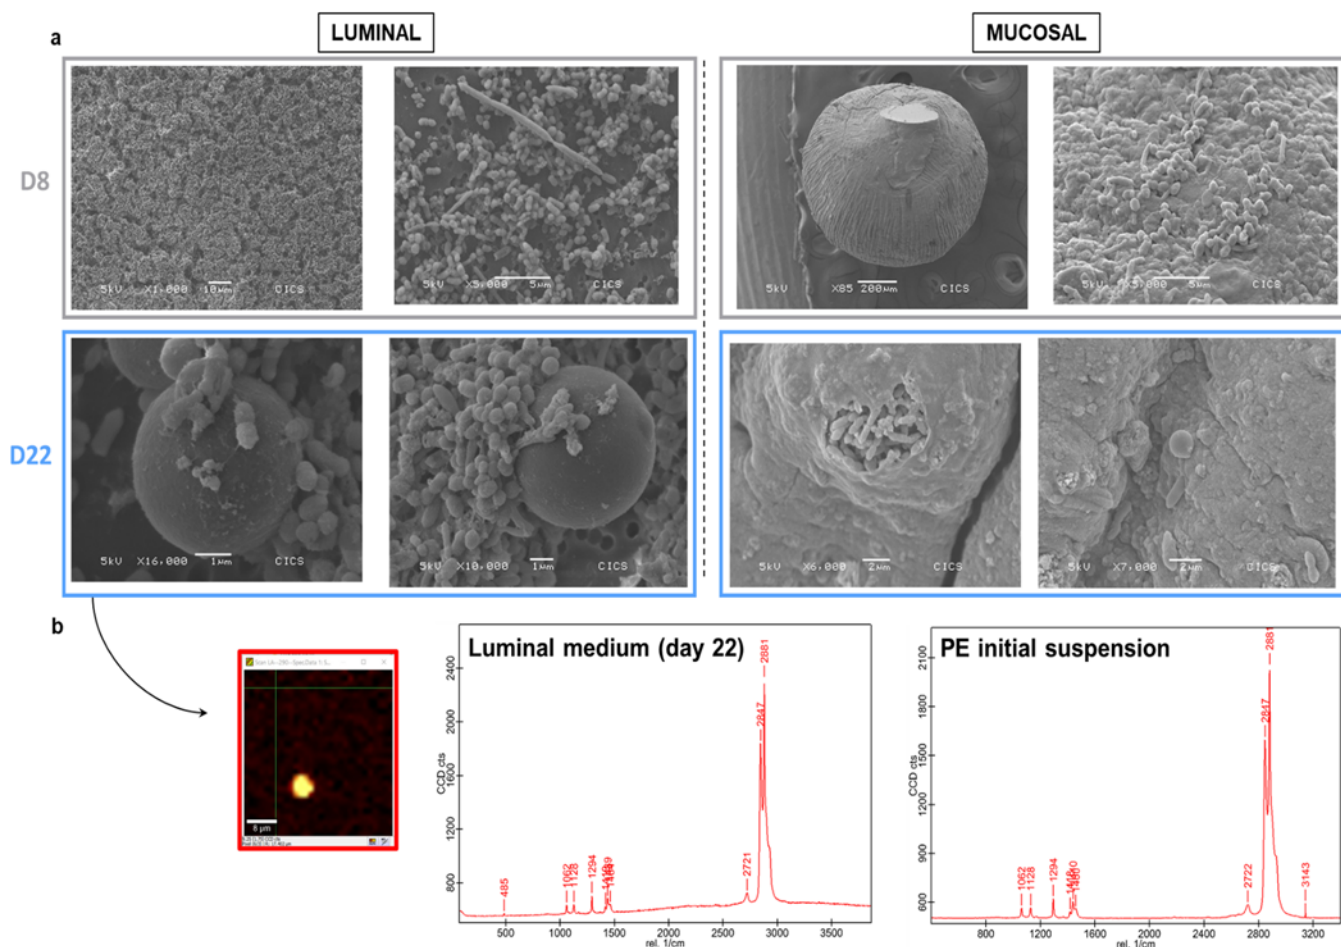 a
LUMINAL
MUCOSAL
D8
5kV X1,000 10µm CICS
5kV X5,000 5µm CICS
5kV X85 200µm CICS
5kV X5,000 5µm CICS
D22
5kV X16,000 1µm CICS
5kV X10,000 1µm CICS
5kV X6,000 2µm CICS
5kV X7,000 2µm CICS
b
8 µm
Luminal medium (day 22)
CCD cts
2400
2000
1600
1200
800
485
1062
1128
1294
2721
2847
2881
500
1000
1500
2000
2500
3000
3500
rel. 1/cm
PE initial suspension
CCD cts
2100
1800
1500
1200
900
600
1062
1128
1294
2722
2847
2881
3143
800
1200
1600
2000
2400
2800
3200
rel. 1/cm